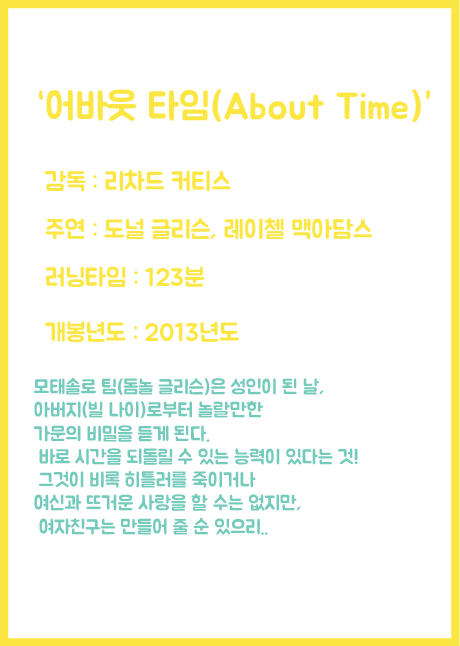 '어바웃 타임(About Time)'
감독 : 리차드 커티스
주연 : 도널 글리슨, 레이첼 맥아담스
러닝타임 : 123분
개봉년도 : 2013년도
모태솔로 팀(돔놀 글리슨)은 성인이 된 날,
아버지(빌 나이)로부터 놀랄만한
가문의 비밀을 듣게 된다.
바로 시간을 되돌릴 수 있는 능력이 있다는 것!
그것이 비록 히틀러를 죽이거나
여신과 뜨거운 사랑을 할 수는 없지만,
여자친구는 만들어 줄 순 있으리..